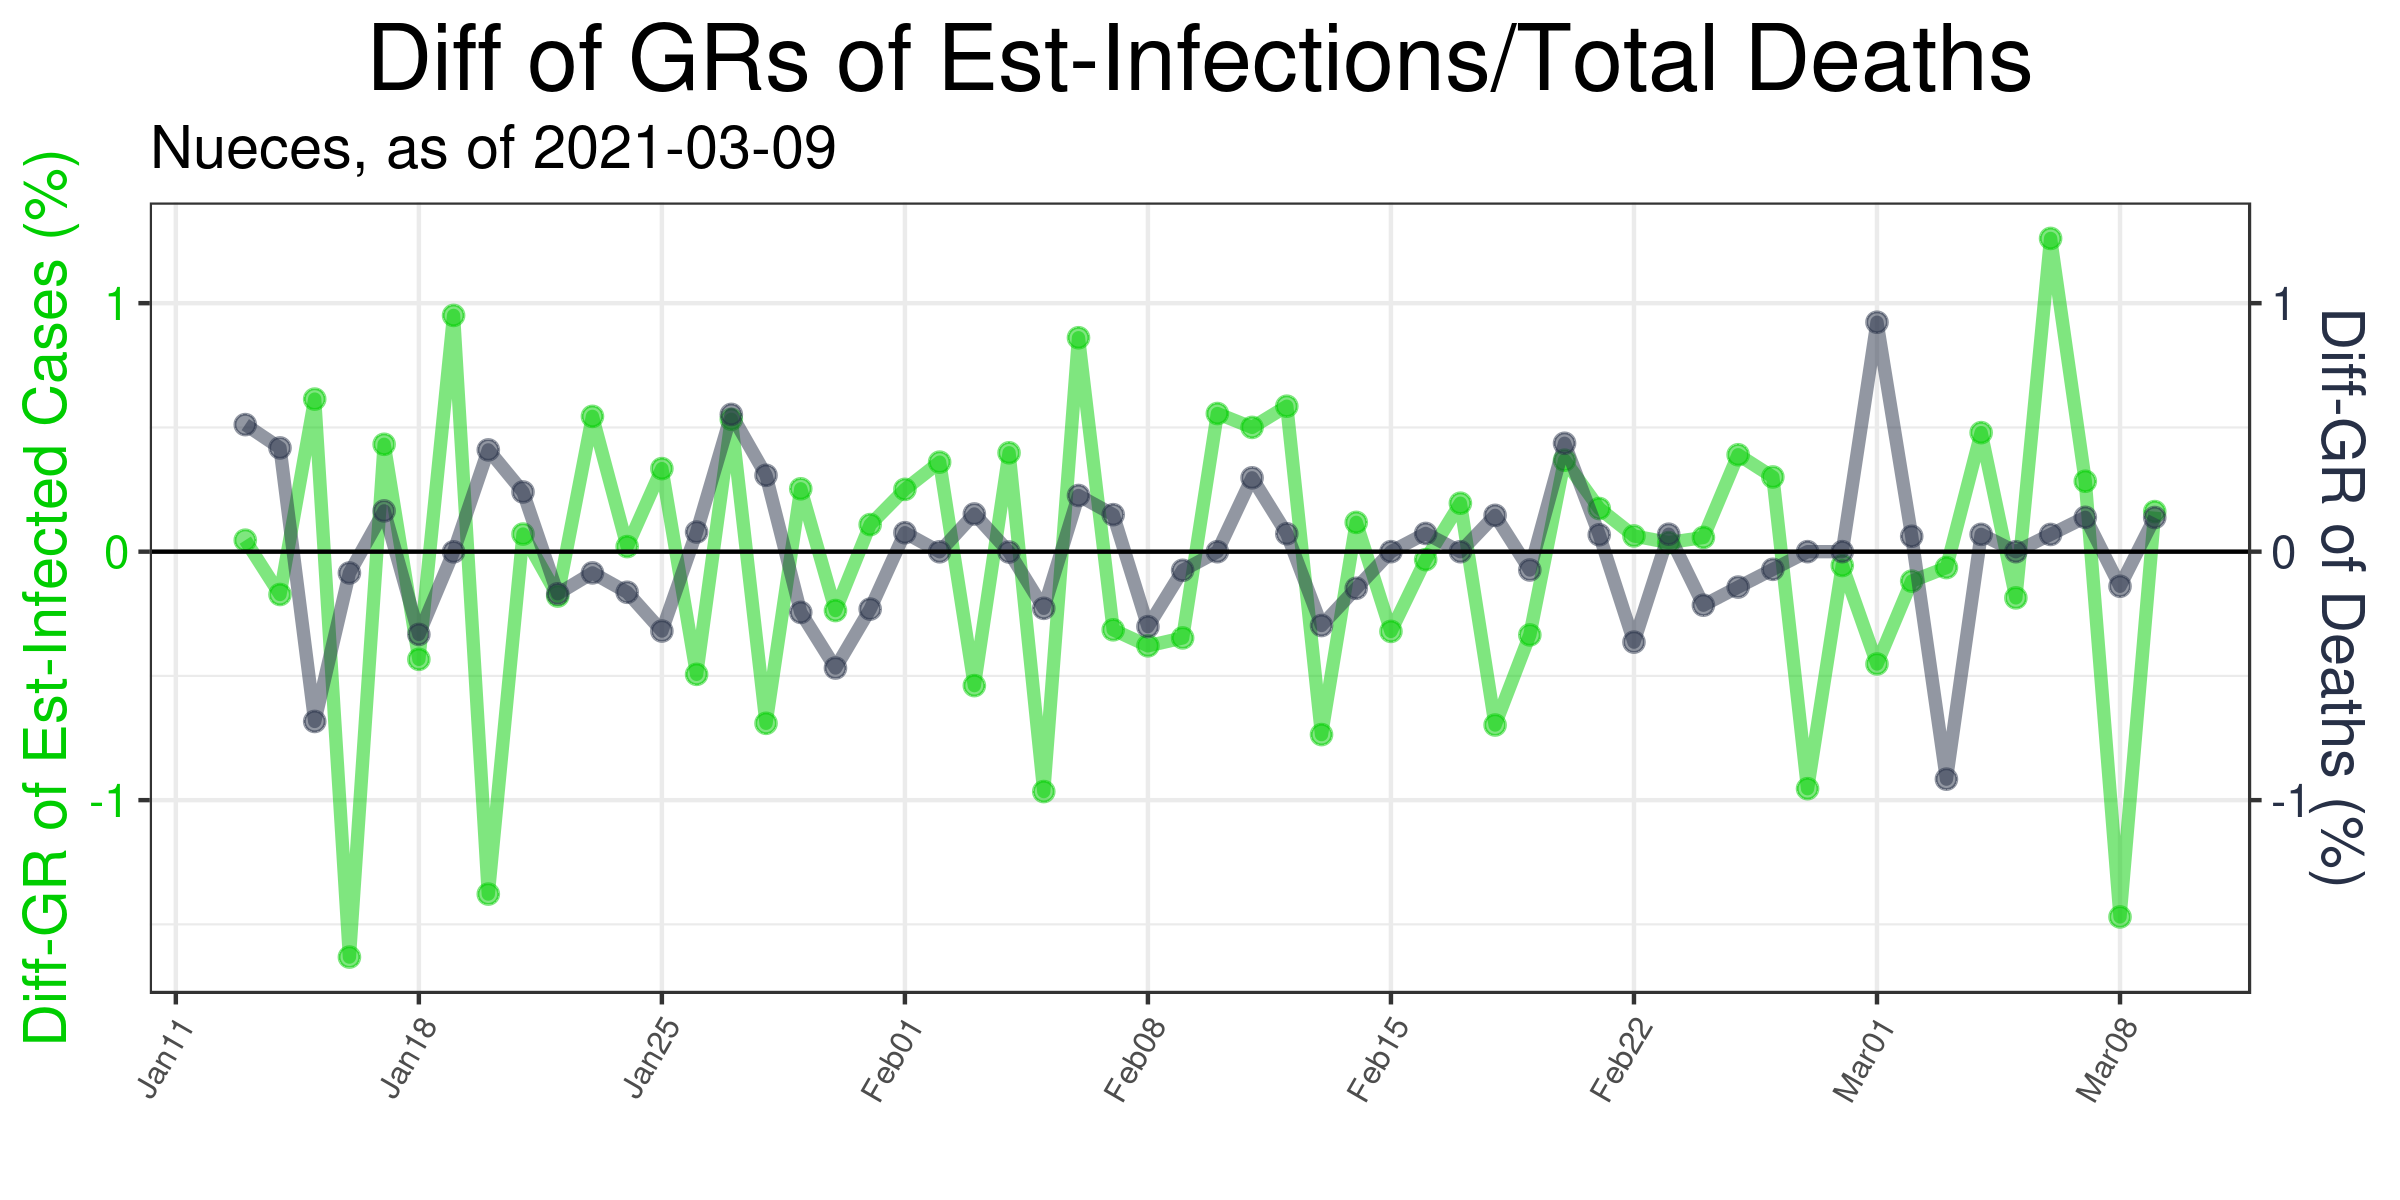 Diff of GRs of Est-Infections/Total Deaths
Nueces, as of 2021-03-09
Diff-GR of Est-Infected Cases (%)
1
0
-1
1
0
-1
Diff-GR of Deaths (%)
Jan11
Jan18
Jan25
Feb01
Feb08
Feb15
Feb22
Mar01
Mar08